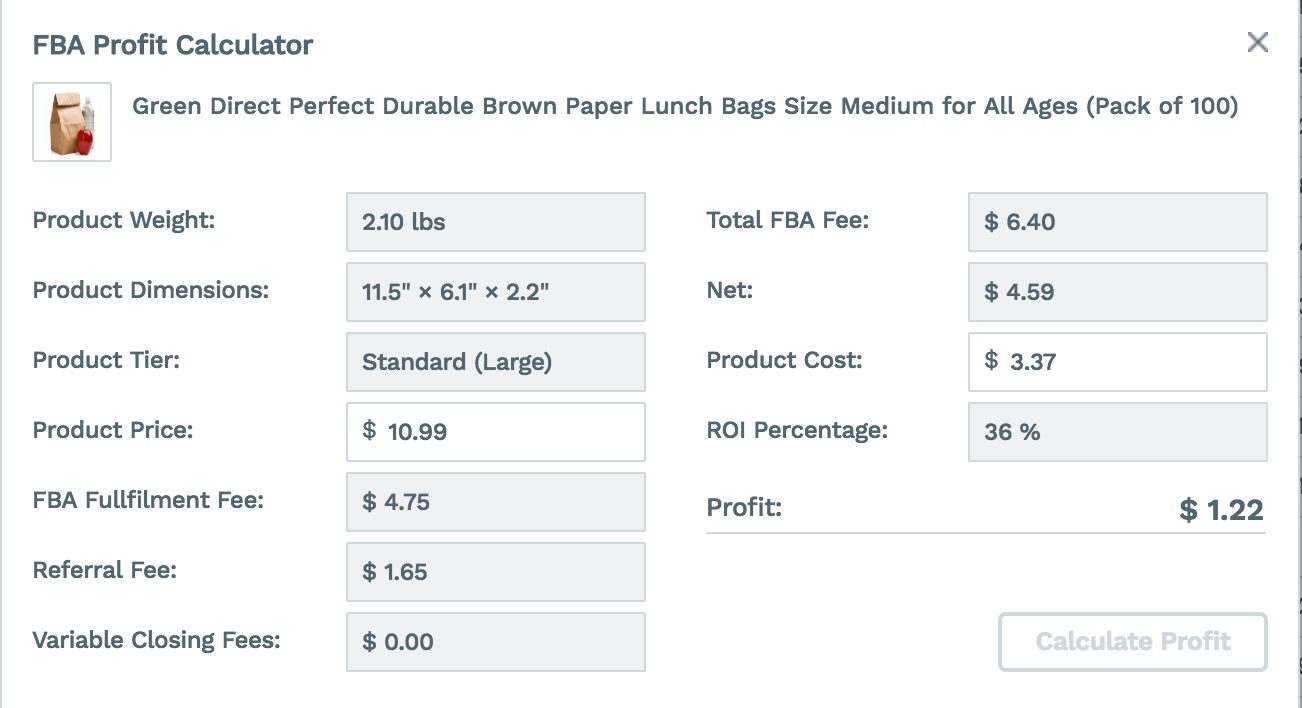 FBA Profit Calculator
Green Direct Perfect Durable Brown Paper Lunch Bags Size Medium for All Ages (Pack of 100)
Product Weight: 2.10 lbs
Product Dimensions: 11.5" × 6.1" × 2.2"
Product Tier: Standard (Large)
Product Price: $ 10.99
FBA Fullfilment Fee: $ 4.75
Referral Fee: $ 1.65
Variable Closing Fees: $ 0.00
Total FBA Fee: $ 6.40
Net: $ 4.59
Product Cost: $ 3.37
ROI Percentage: 36 %
Profit: $ 1.22
Calculate Profit